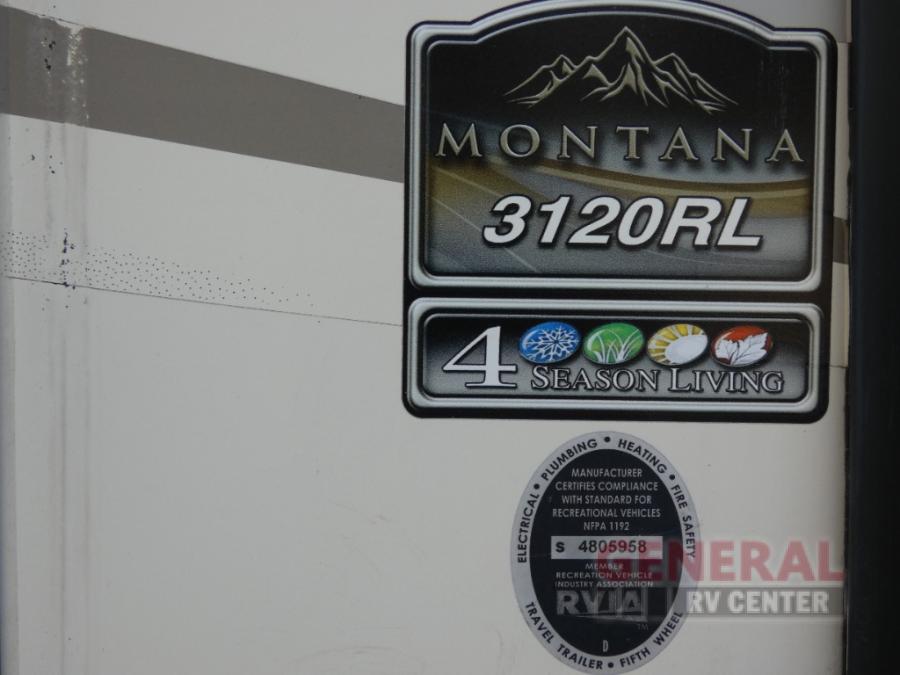 MONTANA
3120RL
4 SEASON LIVING
ELECTRICAL • PLUMBING • HEATING • FIRE SAFETY
MANUFACTURER
CERTIFIES COMPLIANCE
WITH STANDARD FOR
RECREATIONAL VEHICLES
NFPA 1192
S 4805958
MEMBER
RECREATION VEHICLE
INDUSTRY ASSOCIATION
RVIA
TM
D
TRAVEL TRAILER • FIFTH WHEEL
GENERAL
RV CENTER